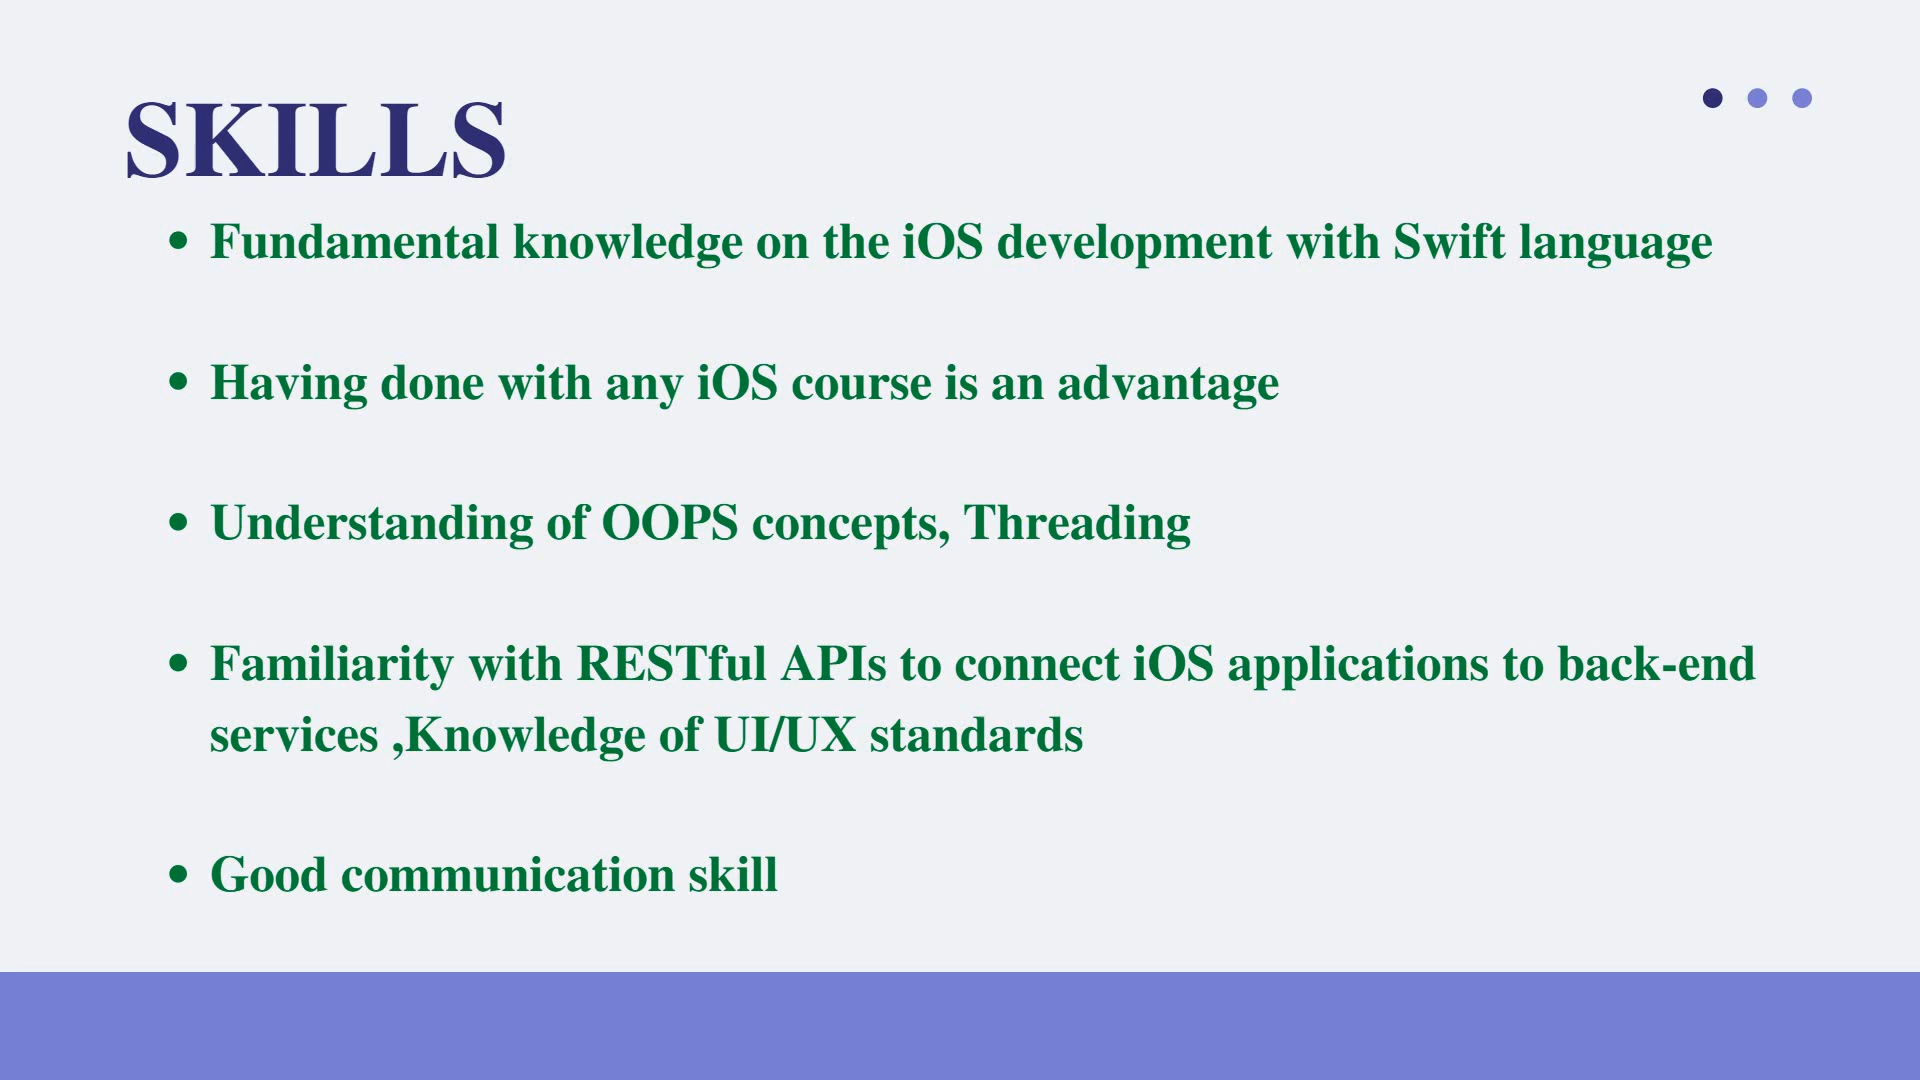 SKILLS
• Fundamental knowledge on the iOS development with Swift language
• Having done with any iOS course is an advantage
• Understanding of OOPS concepts, Threading
• Familiarity with RESTful APIs to connect iOS applications to back-end
services ,Knowledge of UI/UX standards
• Good communication skill